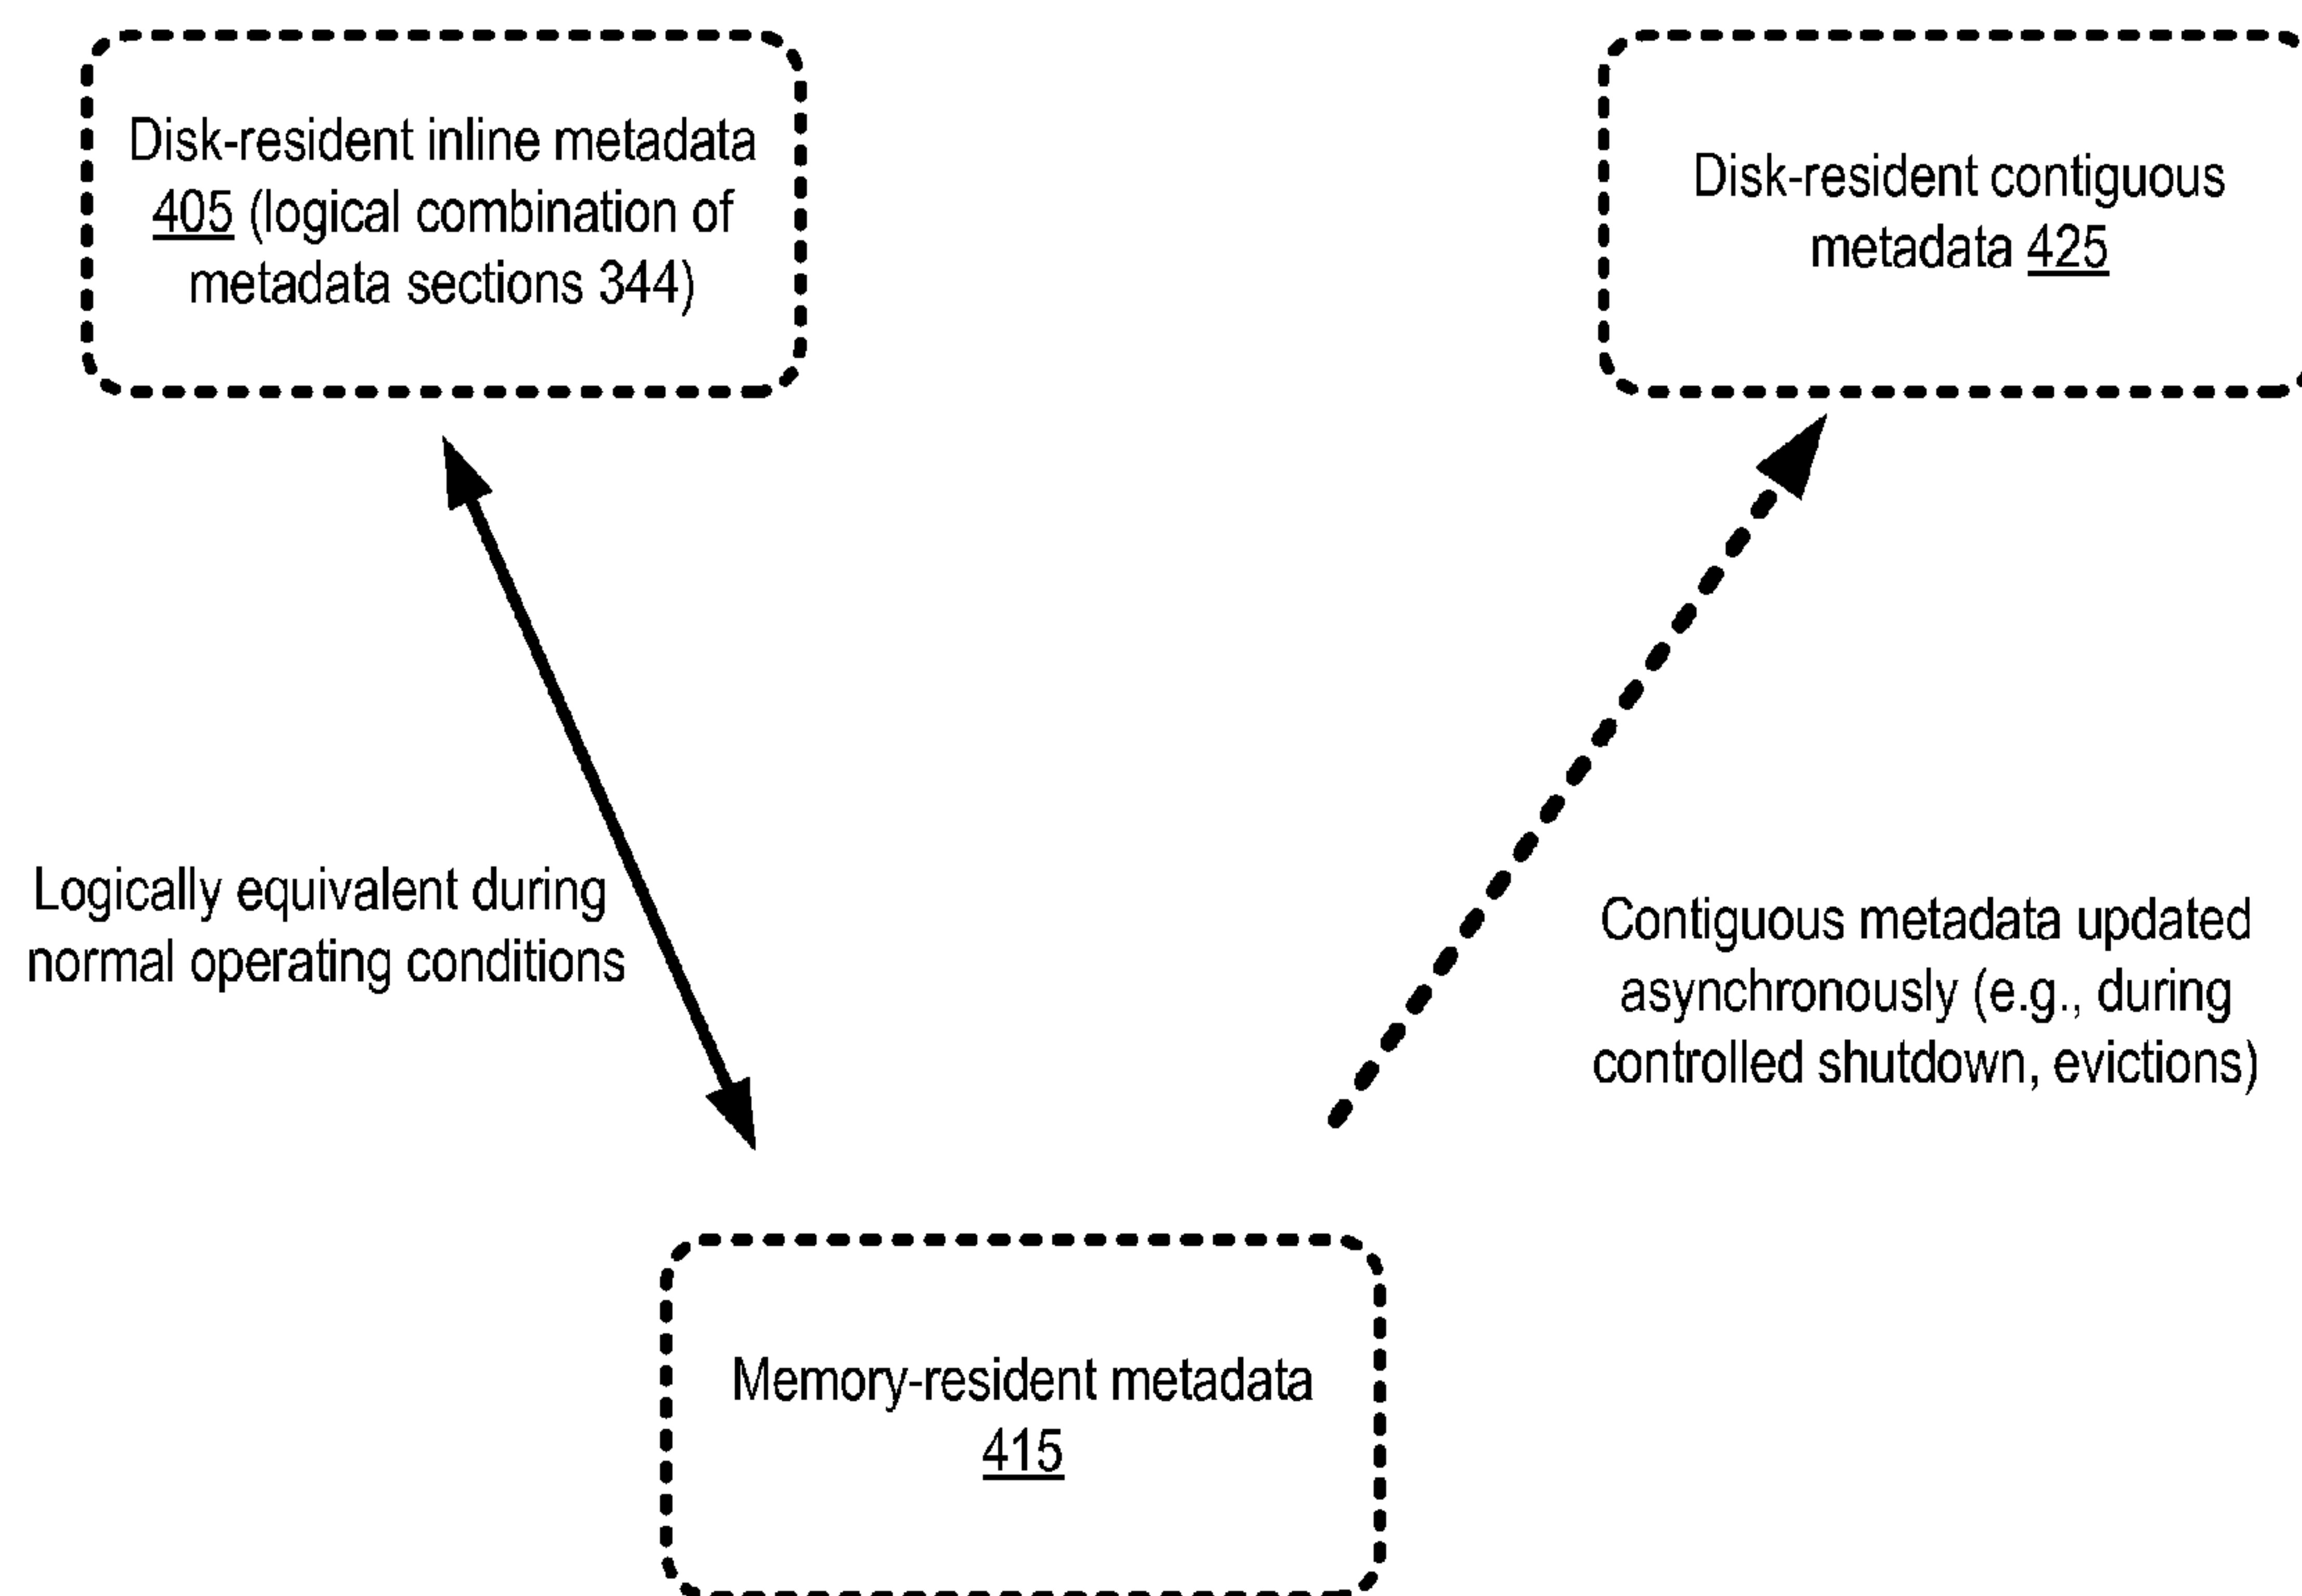 Disk-resident inline metadata
405 (logical combination of
metadata sections 344)
Disk-resident contiguous
metadata 425
Logically equivalent during
normal operating conditions
Contiguous metadata updated
asynchronously (e.g., during
controlled shutdown, evictions)
Memory-resident metadata
415